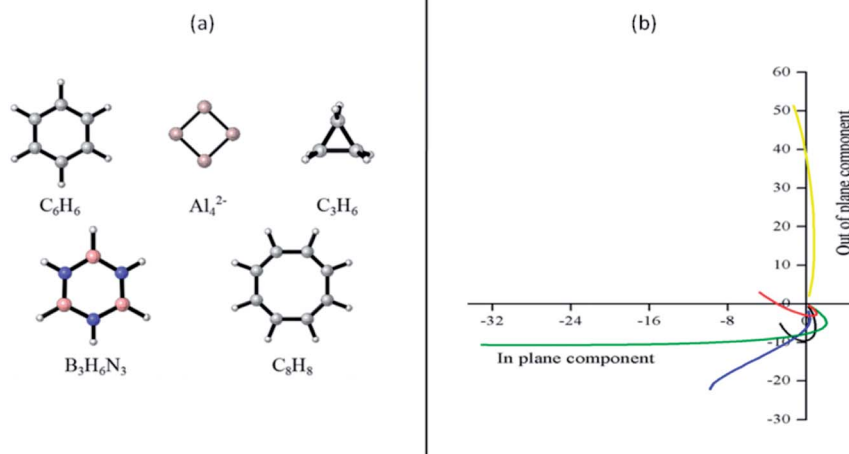 (a)
C₆H₆
Al₄²⁻
C₃H₆
B₃H₆N₃
C₈H₈
(b)
60
50
40
30
20
10
0
-10
-20
-30
-32
-24
-16
-8
0
In plane component
Out of plane component